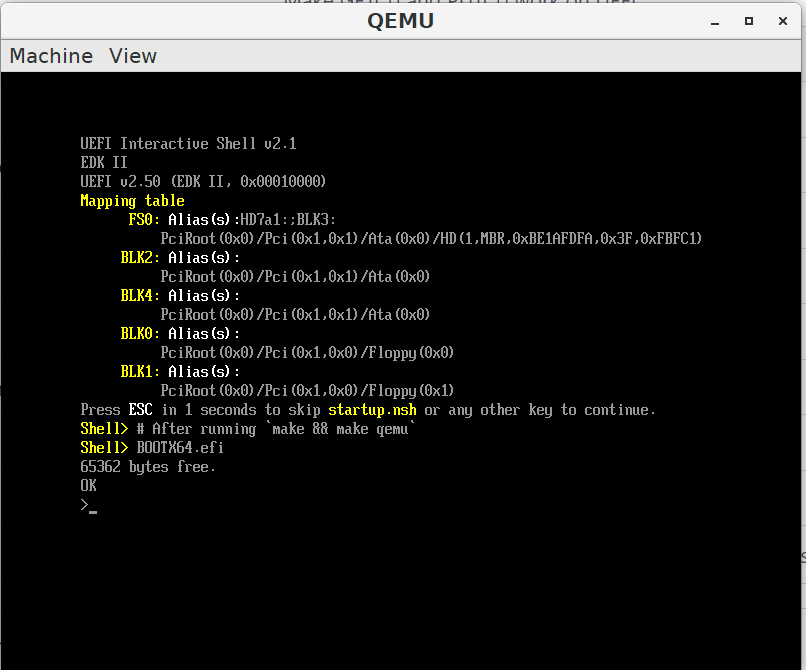 QEMU
Machine View
UEFI Interactive Shell v2.1
EDK II
UEFI v2.50 (EDK II, 0x00010000)
Mapping table
FS0: Alias(s):HD7a1:;BLK3:
PciRoot(0x0)/Pci(0x1,0x1)/Ata(0x0)/HD(1,MBR,0xBE1AFDFA,0x3F,0xFBFC1)
BLK2: Alias(s):
PciRoot(0x0)/Pci(0x1,0x1)/Ata(0x0)
BLK4: Alias(s):
PciRoot(0x0)/Pci(0x1,0x1)/Ata(0x0)
BLK0: Alias(s):
PciRoot(0x0)/Pci(0x1,0x0)/Floppy(0x0)
BLK1: Alias(s):
PciRoot(0x0)/Pci(0x1,0x0)/Floppy(0x1)
Press ESC in 1 seconds to skip startup.nsh or any other key to continue.
Shell> # After running `make && make qemu`
Shell> BOOTX64.efi
65362 bytes free.
OK
>_